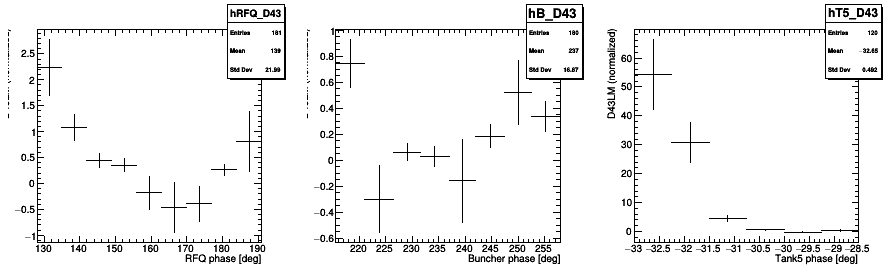 hRFQ_D43
Entries 181
Mean 139
Std Dev 21.99
2.5
2
1.5
1
0.5
0
−0.5
−1
130 140 150 160 170 180 190
RFQ phase [deg]
hB_D43
Entries 180
Mean 237
Std Dev 16.67
1
0.8
0.6
0.4
0.2
0
−0.2
−0.4
−0.6
220 225 230 235 240 245 250 255
Buncher phase [deg]
hT5_D43
Entries 120
Mean -32.65
Std Dev 0.492
D43LM (normalized)
60
50
40
30
20
10
0
−33 −32.5 −32 −31.5 −31 −30.5 −30 −29.5 −29 −28.5
Tank5 phase [deg]